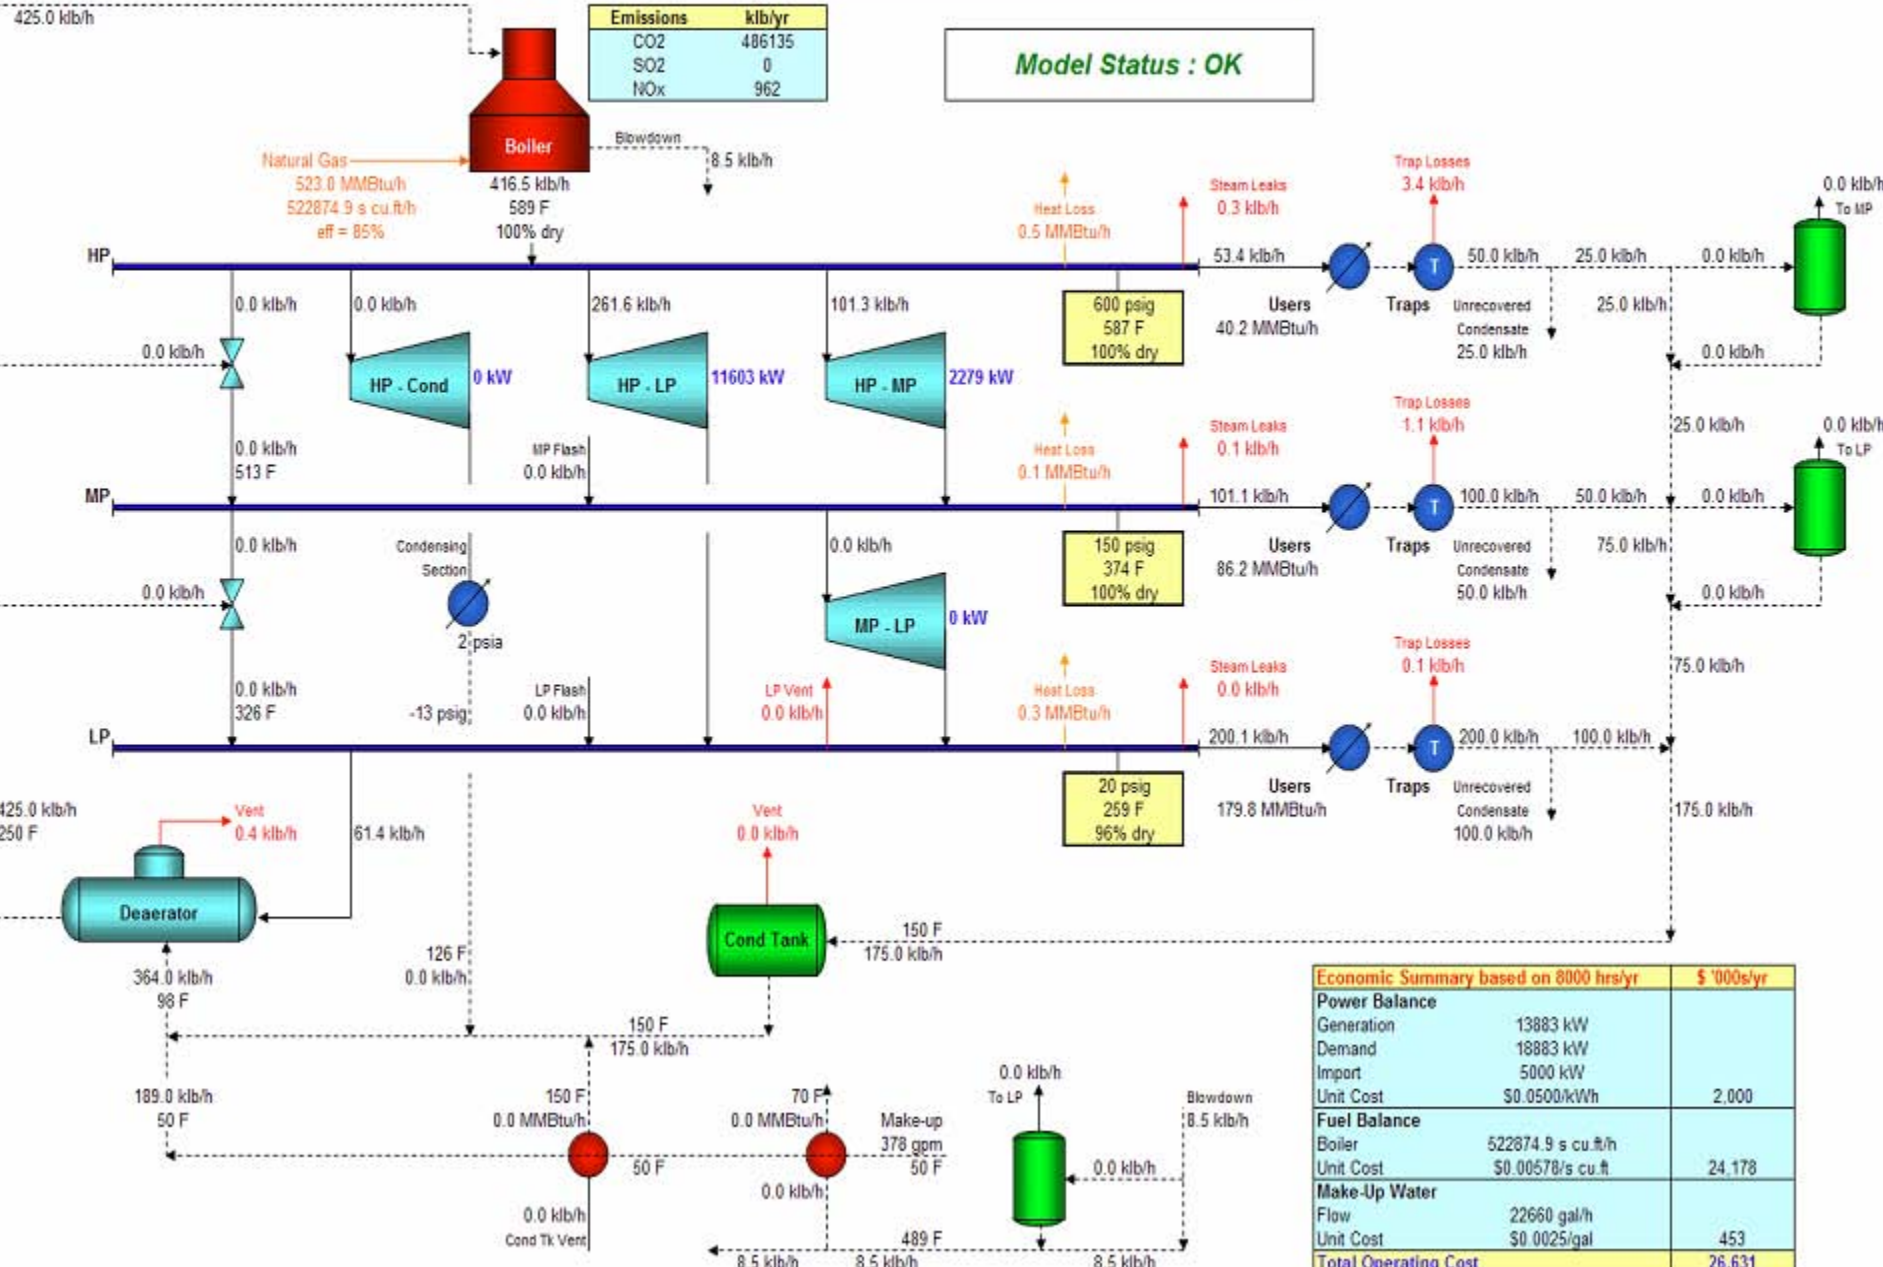 425.0 klb/h
Emissions klb/yr
CO2 486135
SO2 0
NOx 962
Model Status : OK
Boiler
Blowdown
8.5 klb/h
Natural Gas
523.0 MMBtu/h
522874.9 s cu.ft/h
eff = 85%
416.5 klb/h
589 F
100% dry
Heat Loss
0.5 MMBtu/h
Steam Leaks
0.3 klb/h
Trap Losses
3.4 klb/h
0.0 klb/h
To MP
HP
53.4 klb/h
T
50.0 klb/h
25.0 klb/h
0.0 klb/h
0.0 klb/h
0.0 klb/h
261.6 klb/h
101.3 klb/h
600 psig
587 F
100% dry
Users
40.2 MMBtu/h
Traps
Unrecovered
Condensate
25.0 klb/h
25.0 klb/h
0.0 klb/h
0.0 klb/h
HP - Cond
0 kW
HP - LP
11603 kW
HP - MP
2279 kW
0.0 klb/h
513 F
MP Flash
0.0 klb/h
Heat Loss
0.1 MMBtu/h
Steam Leaks
0.1 klb/h
Trap Losses
1.1 klb/h
25.0 klb/h
0.0 klb/h
To LP
MP
101.1 klb/h
T
100.0 klb/h
50.0 klb/h
0.0 klb/h
0.0 klb/h
Condensing
Section
0.0 klb/h
150 psig
374 F
100% dry
Users
86.2 MMBtu/h
Traps
Unrecovered
Condensate
50.0 klb/h
75.0 klb/h
0.0 klb/h
0.0 klb/h
2 psia
MP - LP
0 kW
0.0 klb/h
326 F
-13 psig
LP Flash
0.0 klb/h
LP Vent
0.0 klb/h
Heat Loss
0.3 MMBtu/h
Steam Leaks
0.0 klb/h
Trap Losses
0.1 klb/h
75.0 klb/h
LP
200.1 klb/h
T
200.0 klb/h
100.0 klb/h
20 psig
259 F
96% dry
Users
179.8 MMBtu/h
Traps
Unrecovered
Condensate
100.0 klb/h
175.0 klb/h
425.0 klb/h
250 F
Vent
0.4 klb/h
61.4 klb/h
Vent
0.0 klb/h
Deaerator
Cond Tank
150 F
175.0 klb/h
364.0 klb/h
98 F
126 F
0.0 klb/h
150 F
175.0 klb/h
189.0 klb/h
50 F
150 F
0.0 MMBtu/h
70 F
0.0 MMBtu/h
Make-up
378 gpm
50 F
50 F
0.0 klb/h
To LP
Blowdown
8.5 klb/h
0.0 klb/h
0.0 klb/h
0.0 klb/h
Cond Tk Vent
489 F
8.5 klb/h
8.5 klb/h
8.5 klb/h
Economic Summary based on 8000 hrs/yr $ '000s/yr
Power Balance
Generation 13883 kW
Demand 18883 kW
Import 5000 kW
Unit Cost $0.0500/kWh 2,000
Fuel Balance
Boiler 522874.9 s cu.ft/h
Unit Cost $0.00578/s cu.ft 24,178
Make-Up Water
Flow 22660 gal/h
Unit Cost $0.0025/gal 453
Total Operating Cost 26,631